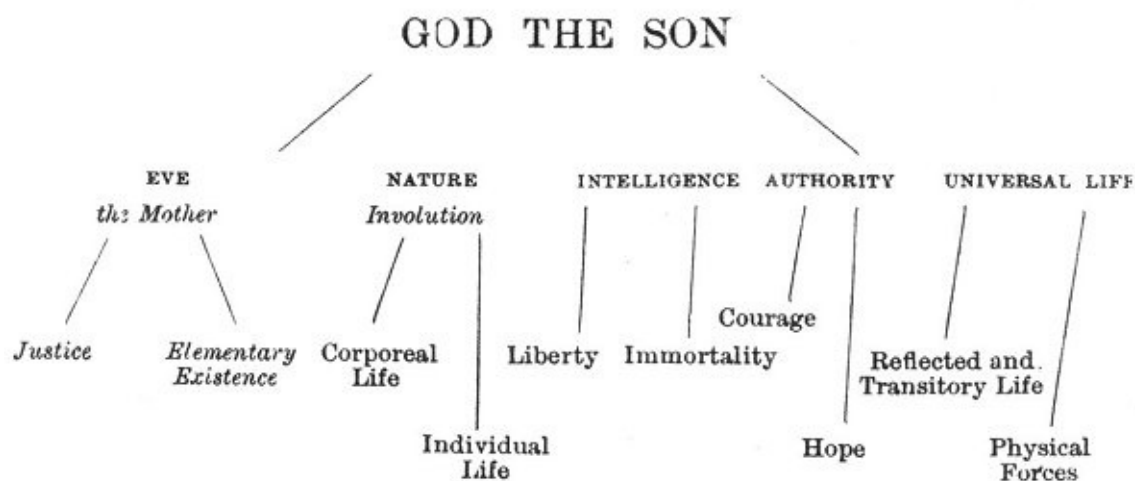 GOD THE SON
EVE NATURE INTELLIGENCE AUTHORITY UNIVERSAL LIFE
the Mother Involution
Courage
Justice Elementary Corporeal Liberty Immortality Reflected and.
Existence Life Transitory Life
Individual Hope Physical
Life Forces